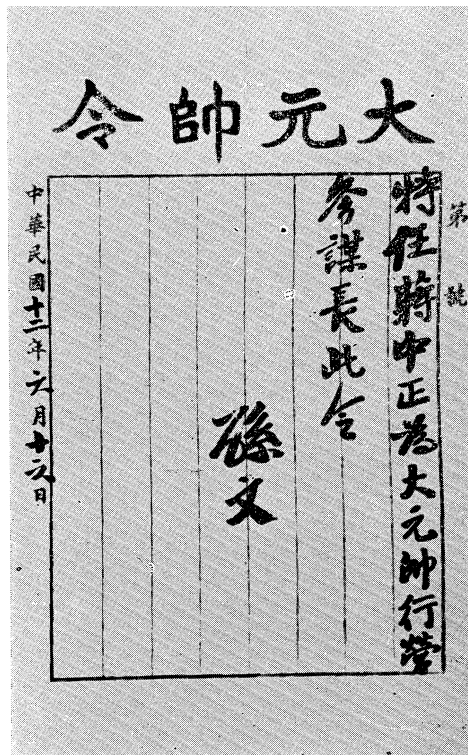 大元帥令
第　號
特任蔣中正為大元帥行營
參謀長此令
孫文
中華民國十二年六月十六日